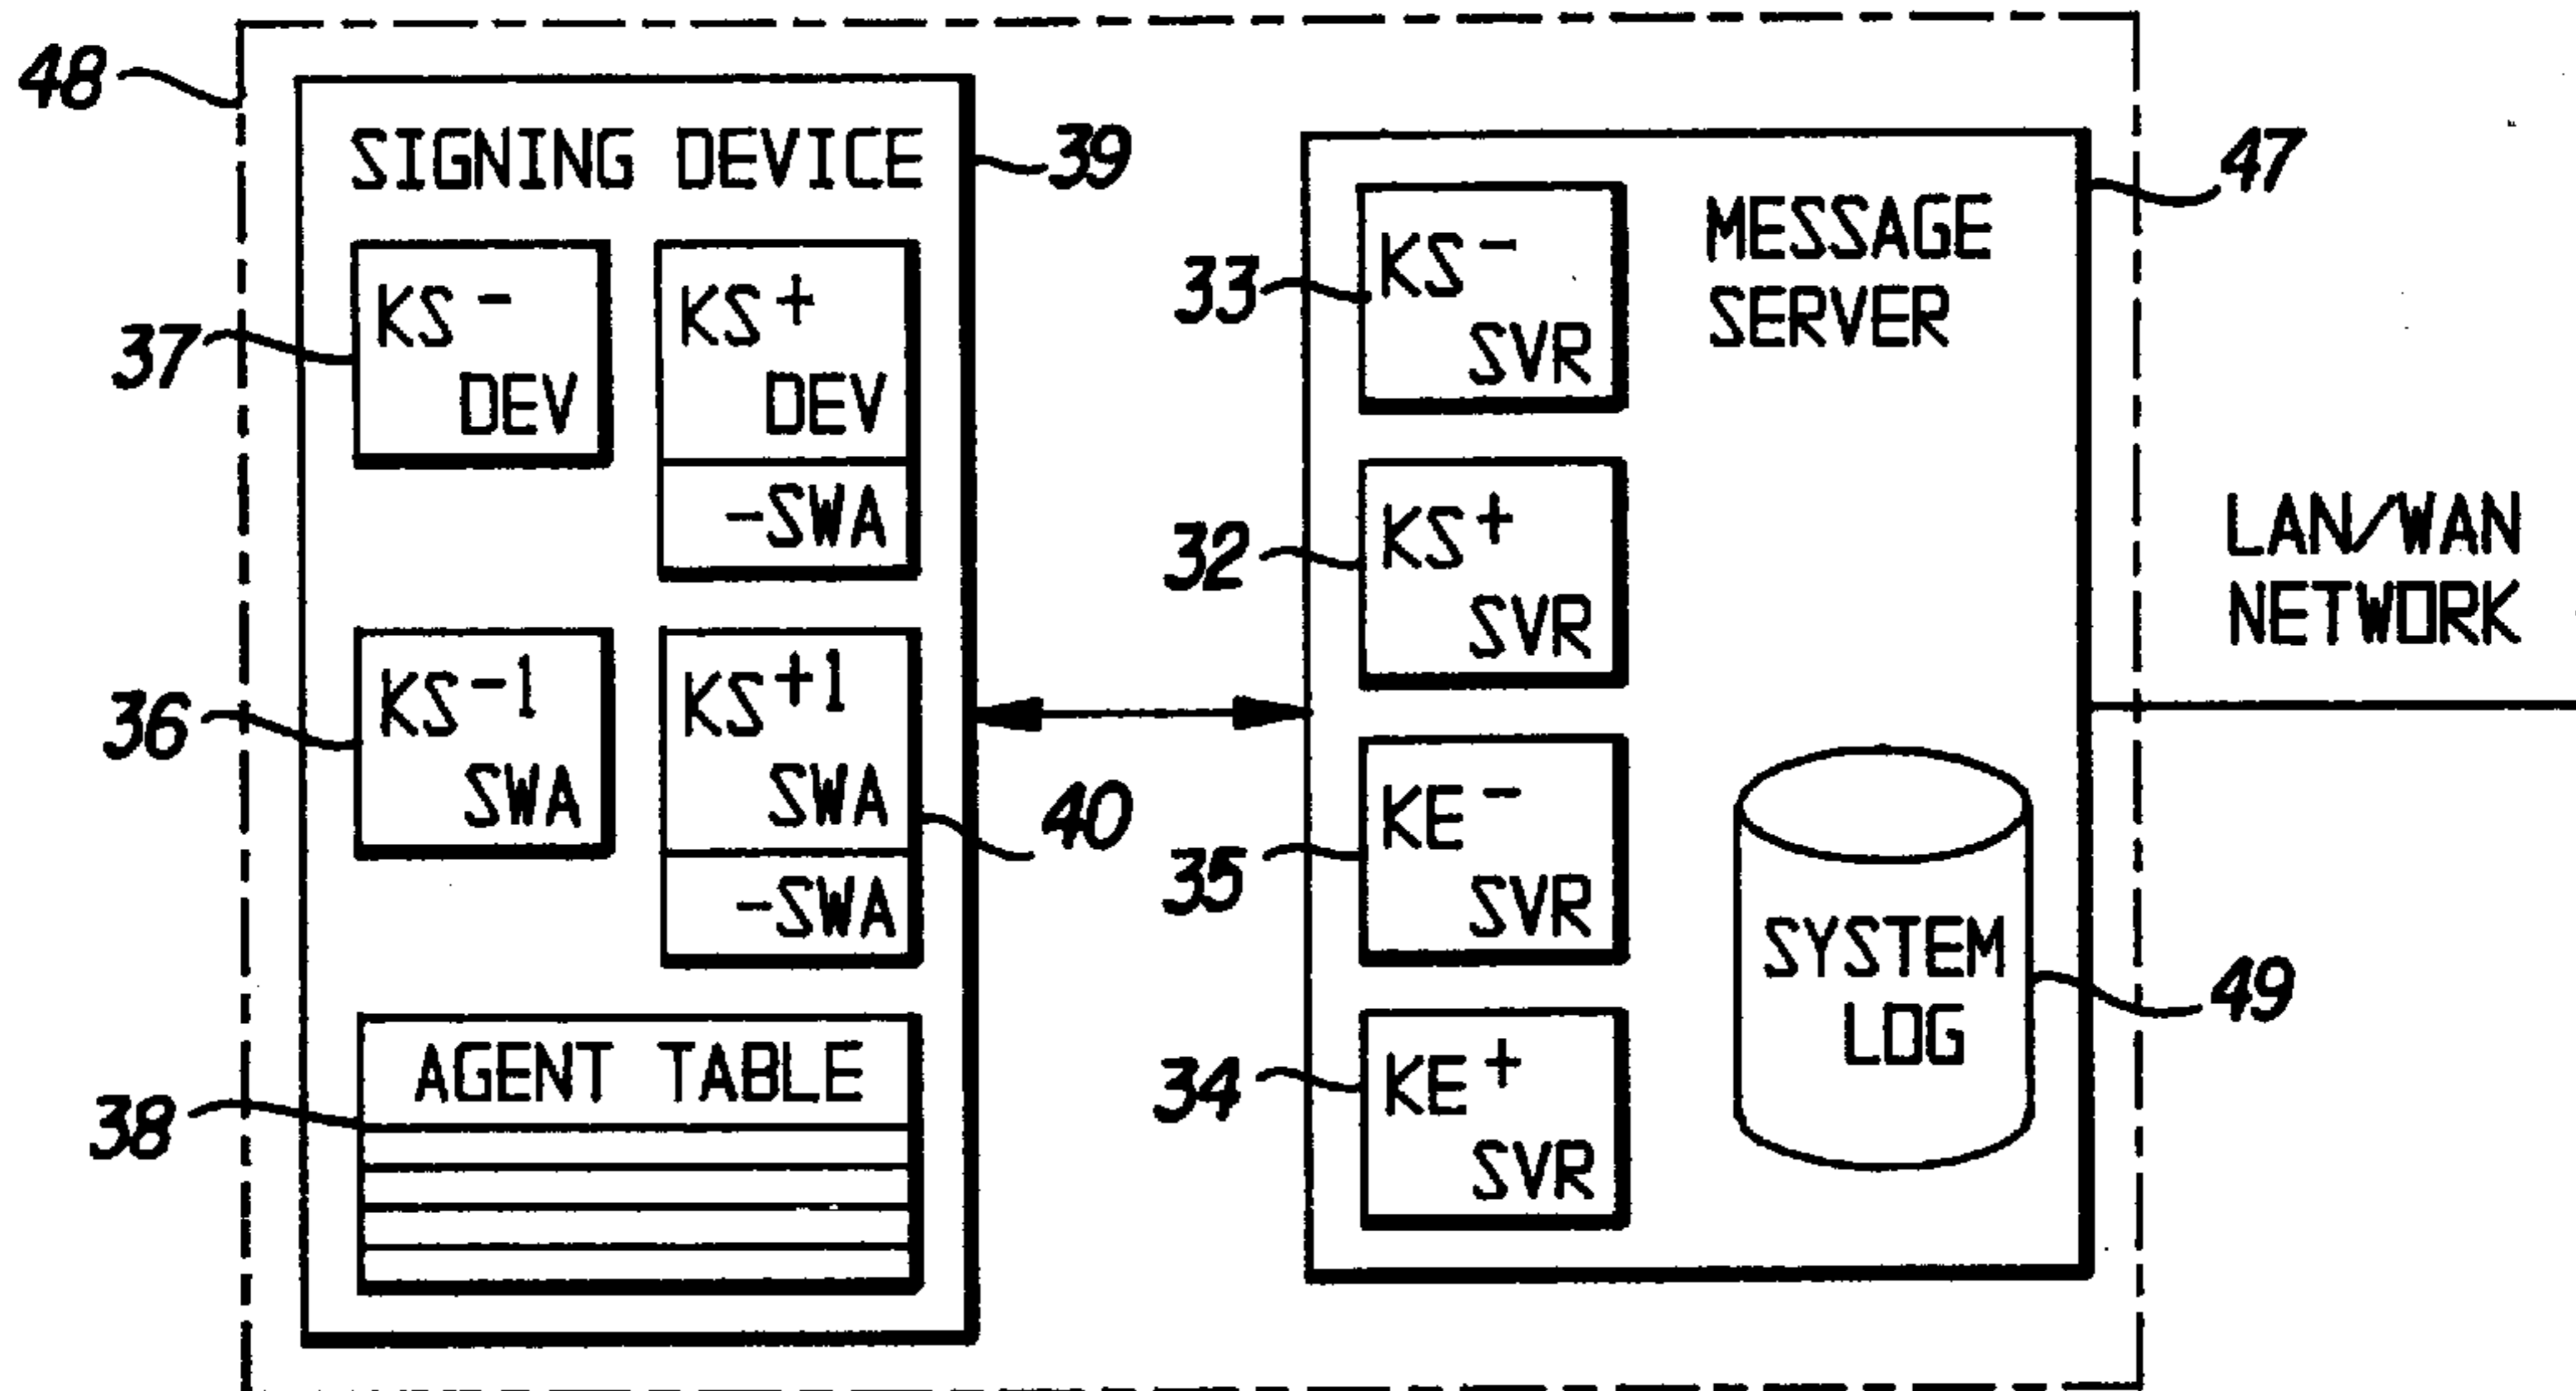 48
SIGNING DEVICE
39
KS⁻
DEV
37
KS⁺
DEV
-SWA
KS⁻¹
SWA
36
KS⁺¹
SWA
-SWA
40
AGENT TABLE
38
47
MESSAGE
SERVER
33
KS⁻
SVR
32
KS⁺
SVR
35
KE⁻
SVR
34
KE⁺
SVR
SYSTEM
LOG
49
LAN/WAN
NETWORK